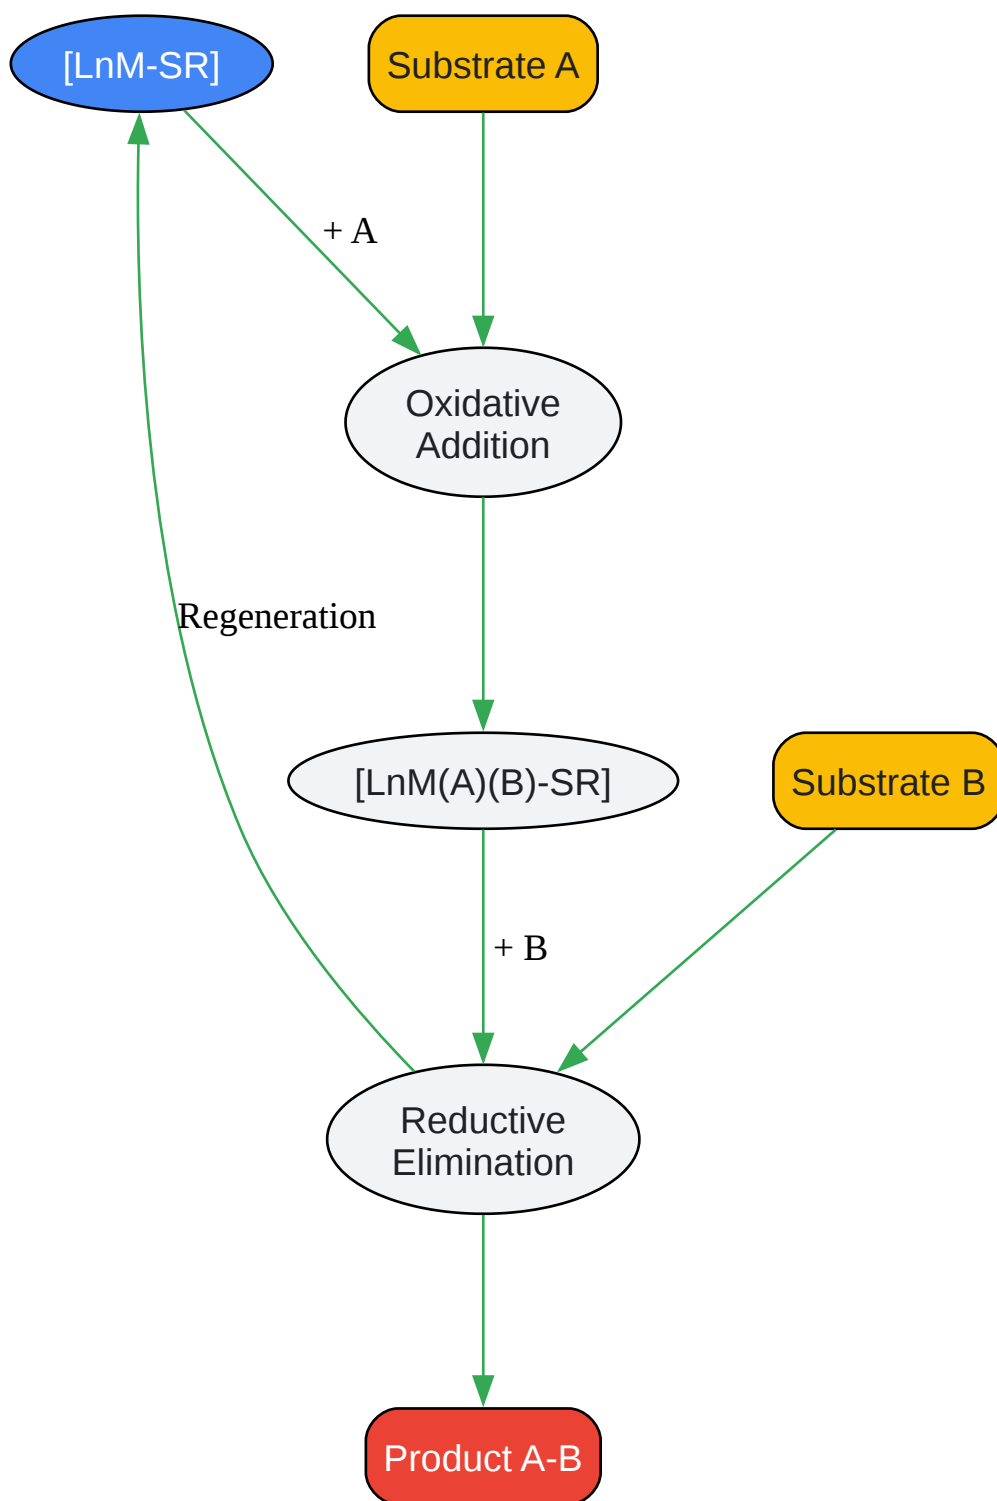 [LnM-SR]
Substrate A
+ A
Oxidative
Addition
Regeneration
[LnM(A)(B)-SR]
Substrate B
+ B
Reductive
Elimination
Product A-B